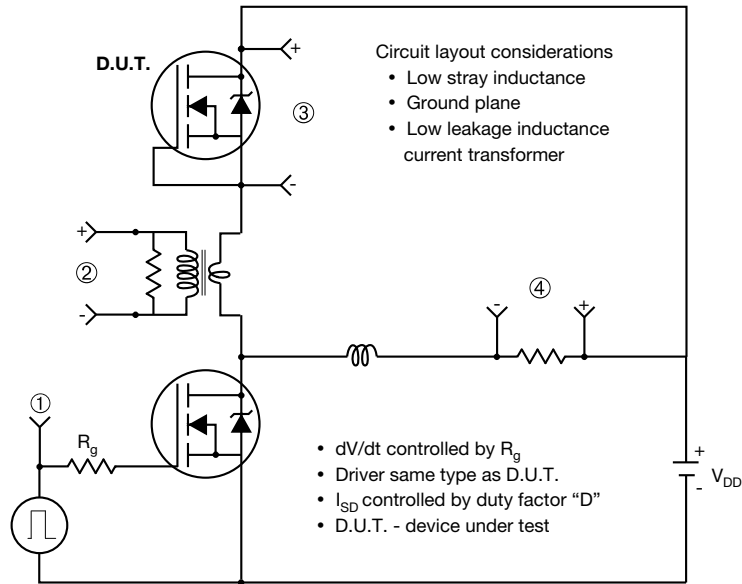 D.U.T.
+
③
-
Circuit layout considerations
• Low stray inductance
• Ground plane
• Low leakage inductance
current transformer
+
②
-
-
④
+
①
R_g
• dV/dt controlled by R_g
• Driver same type as D.U.T.
• I_SD controlled by duty factor “D”
• D.U.T. - device under test
+
V_DD
-